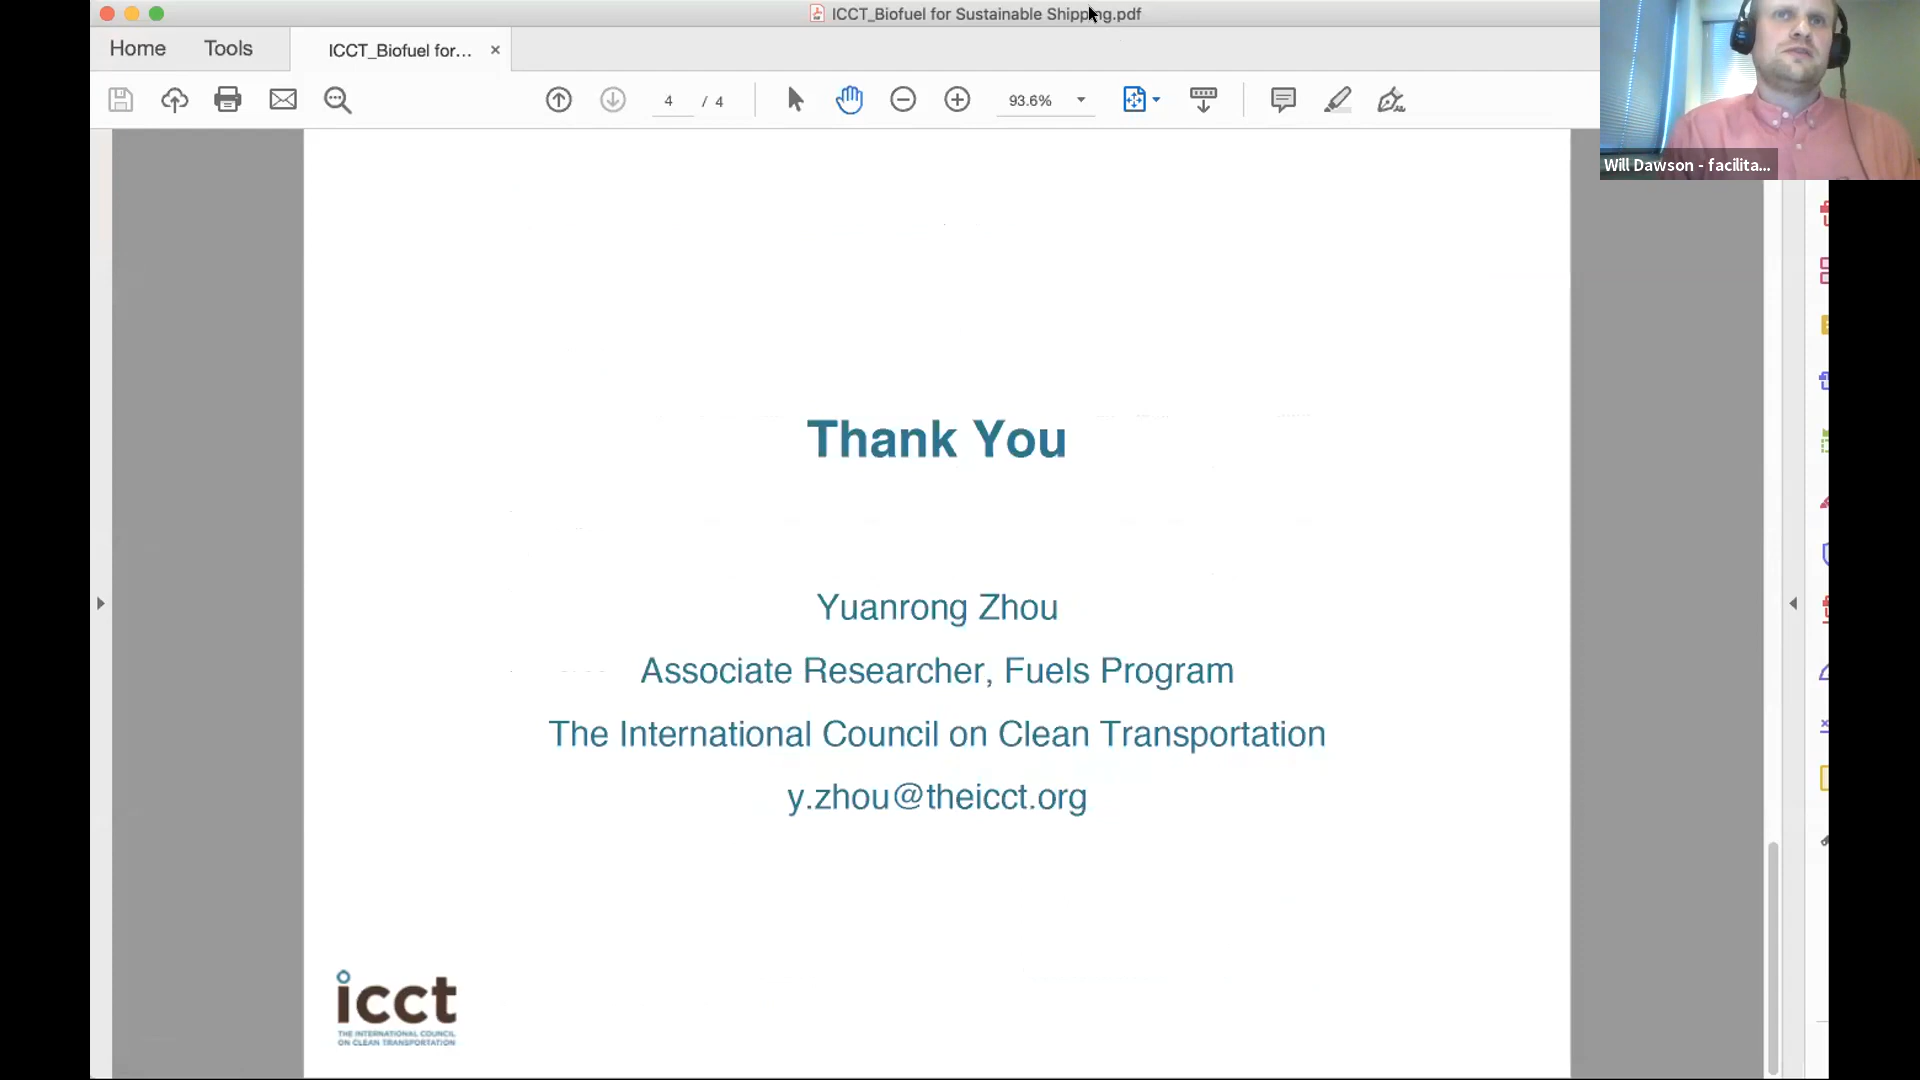 ICCT_Biofuel for Sustainable Shipping.pdf
Home Tools ICCT_Biofuel for... ×
4 / 4 93.6%
Will Dawson - facilita...
Thank You
Yuanrong Zhou
Associate Researcher, Fuels Program
The International Council on Clean Transportation
y.zhou@theicct.org
icct
THE INTERNATIONAL COUNCIL
ON CLEAN TRANSPORTATION